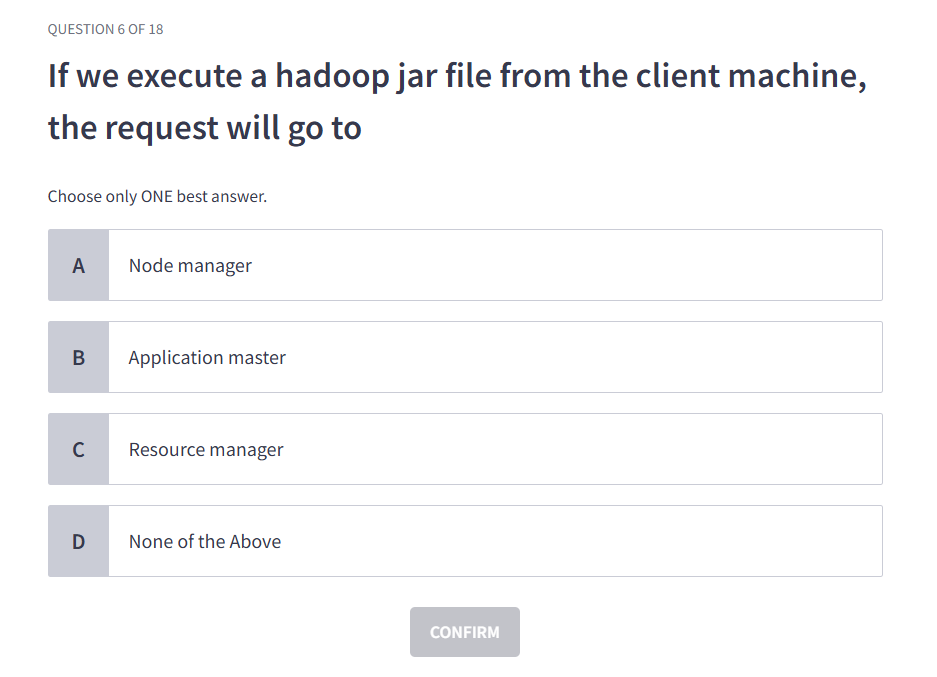 QUESTION 6 OF 18
If we execute a hadoop jar file from the client machine,
the request will go to
Choose only ONE best answer.
A Node manager
B Application master
C Resource manager
D None of the Above
CONFIRM